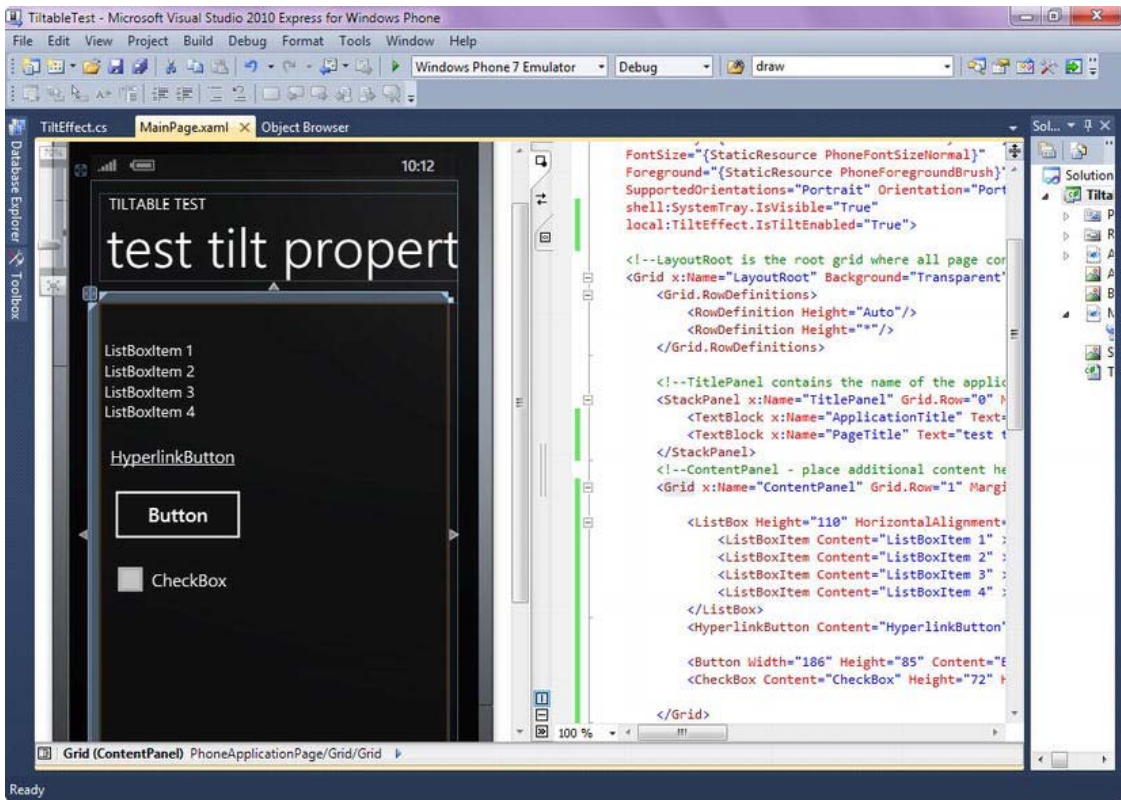 TiltableTest - Microsoft Visual Studio 2010 Express for Windows Phone
File Edit View Project Build Debug Format Tools Window Help
Windows Phone 7 Emulator Debug draw
TiltEffect.cs MainPage.xaml Object Browser
Database Explorer
Toolbox
10:12
TILTABLE TEST
test tilt propert
ListBoxItem 1
ListBoxItem 2
ListBoxItem 3
ListBoxItem 4
HyperlinkButton
Button
CheckBox
FontSize="{StaticResource PhoneFontSizeNormal}"
Foreground="{StaticResource PhoneForegroundBrush}"
SupportedOrientations="Portrait" Orientation="Port
shell:SystemTray.IsVisible="True"
local:TiltEffect.IsTiltEnabled="True">
<!--LayoutRoot is the root grid where all page con
<Grid x:Name="LayoutRoot" Background="Transparent"
<Grid.RowDefinitions>
<RowDefinition Height="Auto"/>
<RowDefinition Height="*"/>
</Grid.RowDefinitions>
<!--TitlePanel contains the name of the applic
<StackPanel x:Name="TitlePanel" Grid.Row="0" M
<TextBlock x:Name="ApplicationTitle" Text=
<TextBlock x:Name="PageTitle" Text="test t
</StackPanel>
<!--ContentPanel - place additional content he
<Grid x:Name="ContentPanel" Grid.Row="1" Margi
<ListBox Height="110" HorizontalAlignment=
<ListBoxItem Content="ListBoxItem 1" >
<ListBoxItem Content="ListBoxItem 2" >
<ListBoxItem Content="ListBoxItem 3" >
<ListBoxItem Content="ListBoxItem 4" >
</ListBox>
<HyperlinkButton Content="HyperlinkButton"
<Button Width="186" Height="85" Content="B
<CheckBox Content="CheckBox" Height="72" H
</Grid>
100 %
Sol...
Solution
Tilta
P
R
A
A
B
M
S
T
Grid (ContentPanel) PhoneApplicationPage/Grid/Grid
Ready